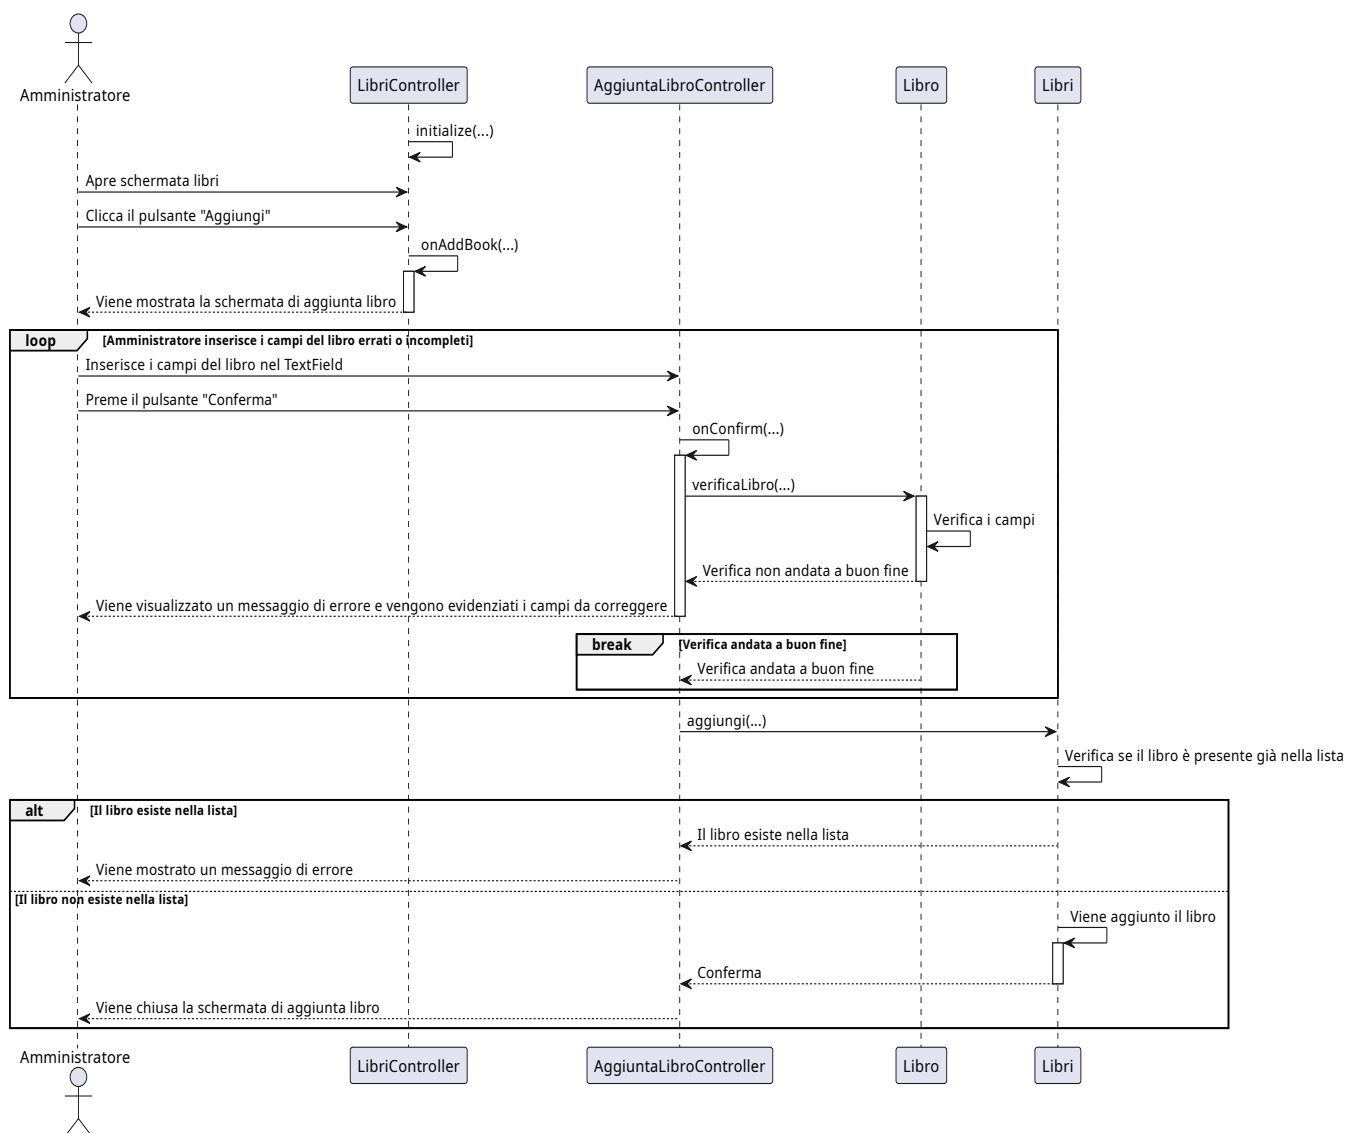 Amministratore
LibriController
AggiuntaLibroController
Libro
Libri
initialize(...)
Apre schermata libri
Clicca il pulsante "Aggiungi"
onAddBook(...)
Viene mostrata la schermata di aggiunta libro
loop [Amministratore inserisce i campi del libro errati o incompleti]
Inserisce i campi del libro nel TextField
Preme il pulsante "Conferma"
onConfirm(...)
verificaLibro(...)
Verifica i campi
Verifica non andata a buon fine
Viene visualizzato un messaggio di errore e vengono evidenziati i campi da correggere
break [Verifica andata a buon fine]
Verifica andata a buon fine
aggiungi(...)
Verifica se il libro è presente già nella lista
alt [Il libro esiste nella lista]
Il libro esiste nella lista
Viene mostrato un messaggio di errore
[Il libro non esiste nella lista]
Viene aggiunto il libro
Conferma
Viene chiusa la schermata di aggiunta libro
Amministratore
LibriController
AggiuntaLibroController
Libro
Libri